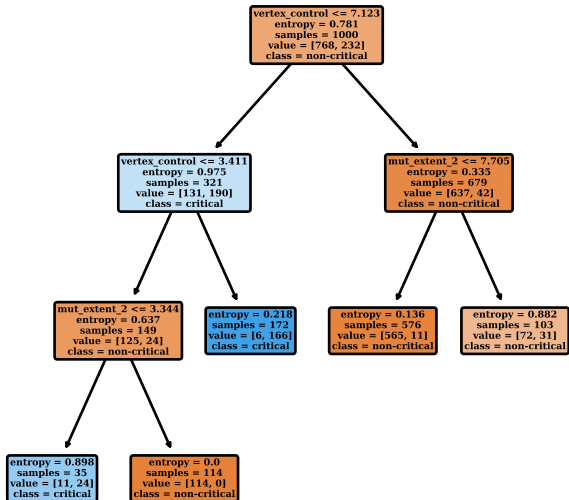 vertex_control <= 7.123
entropy = 0.781
samples = 1000
value = [768, 232]
class = non-critical
vertex_control <= 3.411
entropy = 0.975
samples = 321
value = [131, 190]
class = critical
mut_extent_2 <= 7.705
entropy = 0.335
samples = 679
value = [637, 42]
class = non-critical
mut_extent_2 <= 3.344
entropy = 0.637
samples = 149
value = [125, 24]
class = non-critical
entropy = 0.218
samples = 172
value = [6, 166]
class = critical
entropy = 0.136
samples = 576
value = [565, 11]
class = non-critical
entropy = 0.882
samples = 103
value = [72, 31]
class = non-critical
entropy = 0.898
samples = 35
value = [11, 24]
class = critical
entropy = 0.0
samples = 114
value = [114, 0]
class = non-critical